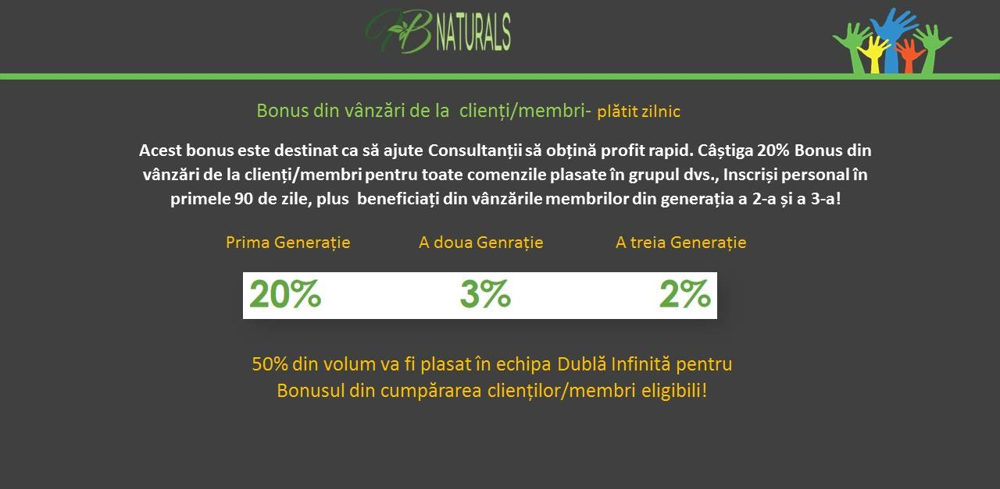 HB NATURALS
Bonus din vânzări de la clienți/membri- plătit zilnic
Acest bonus este destinat ca să ajute Consultanții să obțină profit rapid. Câștiga 20% Bonus din
vânzări de la clienți/membri pentru toate comenzile plasate în grupul dvs., Inscriși personal în
primele 90 de zile, plus beneficiați din vânzările membrilor din generația a 2-a și a 3-a!
Prima Generație A doua Genrație A treia Generație
20% 3% 2%
50% din volum va fi plasat în echipa Dublă Infinită pentru
Bonusul din cumpărarea clienților/membri eligibili!